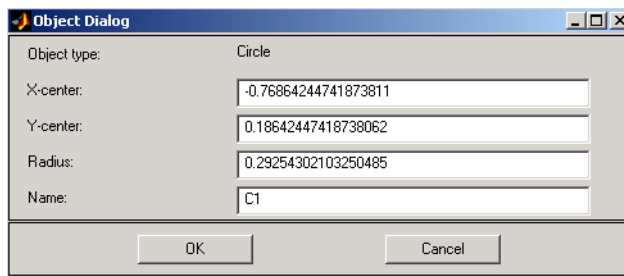 Object Dialog
Object type: Circle
X-center: -0.76864244741873811
Y-center: 0.18642447418738062
Radius: 0.29254302103250485
Name: C1
OK Cancel